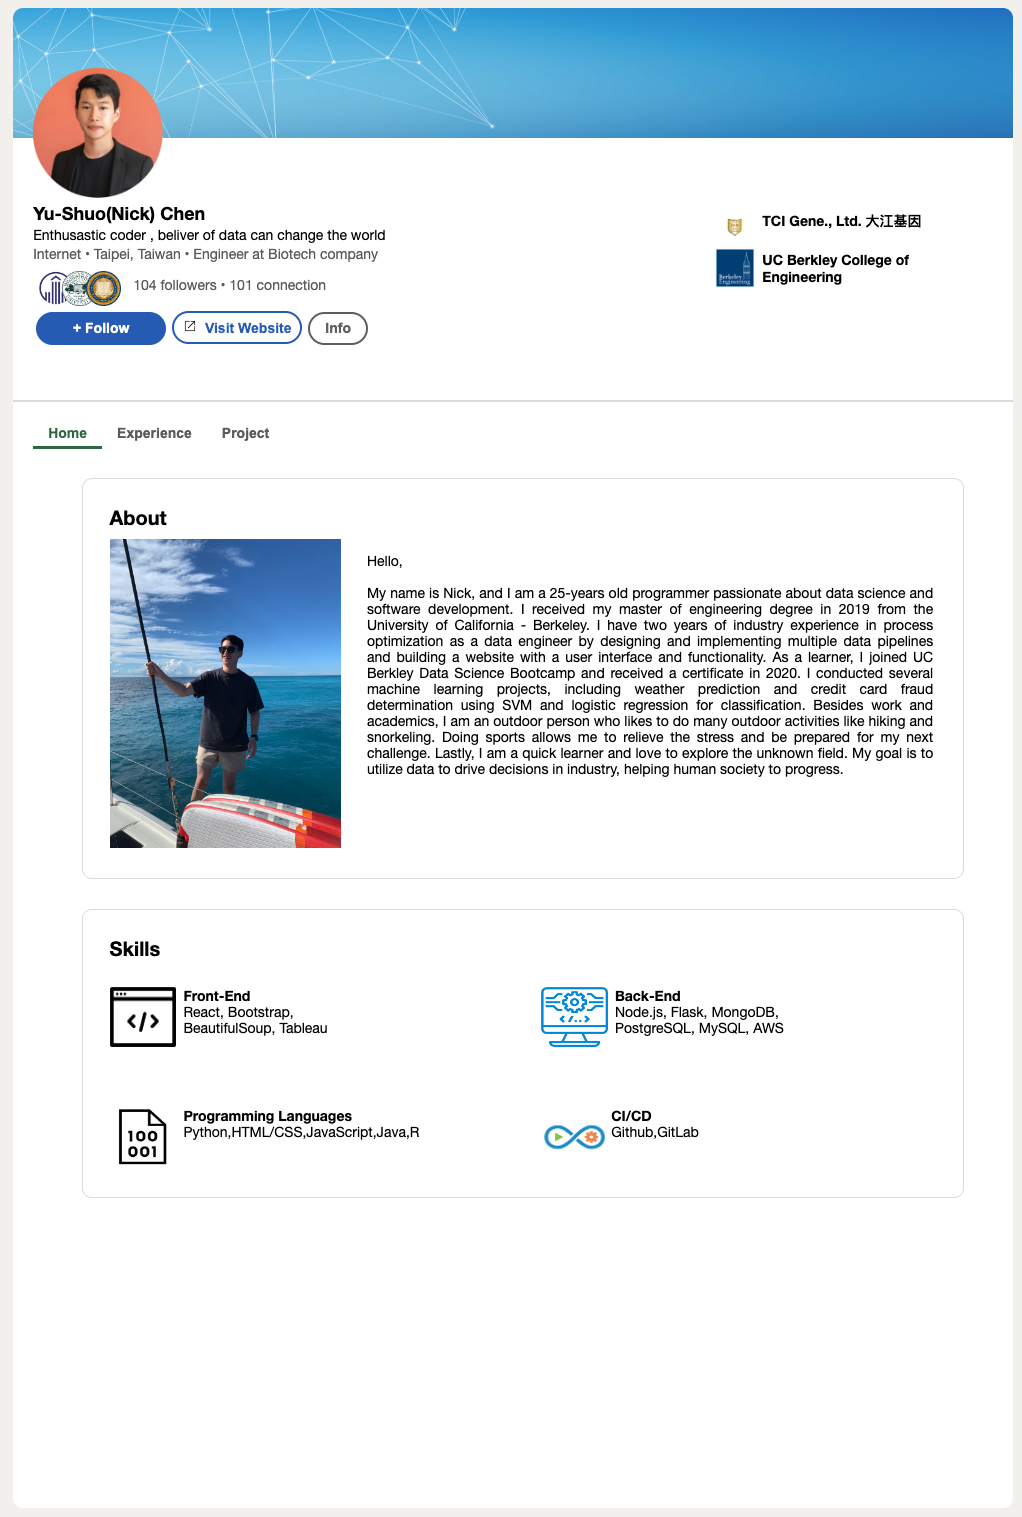 Yu-Shuo(Nick) Chen
Enthusastic coder , beliver of data can change the world
Internet • Taipei, Taiwan • Engineer at Biotech company
104 followers • 101 connection
+ Follow
Visit Website
Info
TCI Gene., Ltd. 大江基因
Berkeley
Engineering
UC Berkley College of
Engineering
Home
Experience
Project
About
Hello,
My name is Nick, and I am a 25-years old programmer passionate about data science and
software development. I received my master of engineering degree in 2019 from the
University of California - Berkeley. I have two years of industry experience in process
optimization as a data engineer by designing and implementing multiple data pipelines
and building a website with a user interface and functionality. As a learner, I joined UC
Berkley Data Science Bootcamp and received a certificate in 2020. I conducted several
machine learning projects, including weather prediction and credit card fraud
determination using SVM and logistic regression for classification. Besides work and
academics, I am an outdoor person who likes to do many outdoor activities like hiking and
snorkeling. Doing sports allows me to relieve the stress and be prepared for my next
challenge. Lastly, I am a quick learner and love to explore the unknown field. My goal is to
utilize data to drive decisions in industry, helping human society to progress.
Skills
</>
Front-End
React, Bootstrap,
BeautifulSoup, Tableau
Back-End
Node.js, Flask, MongoDB,
PostgreSQL, MySQL, AWS
100
001
Programming Languages
Python,HTML/CSS,JavaScript,Java,R
CI/CD
Github,GitLab